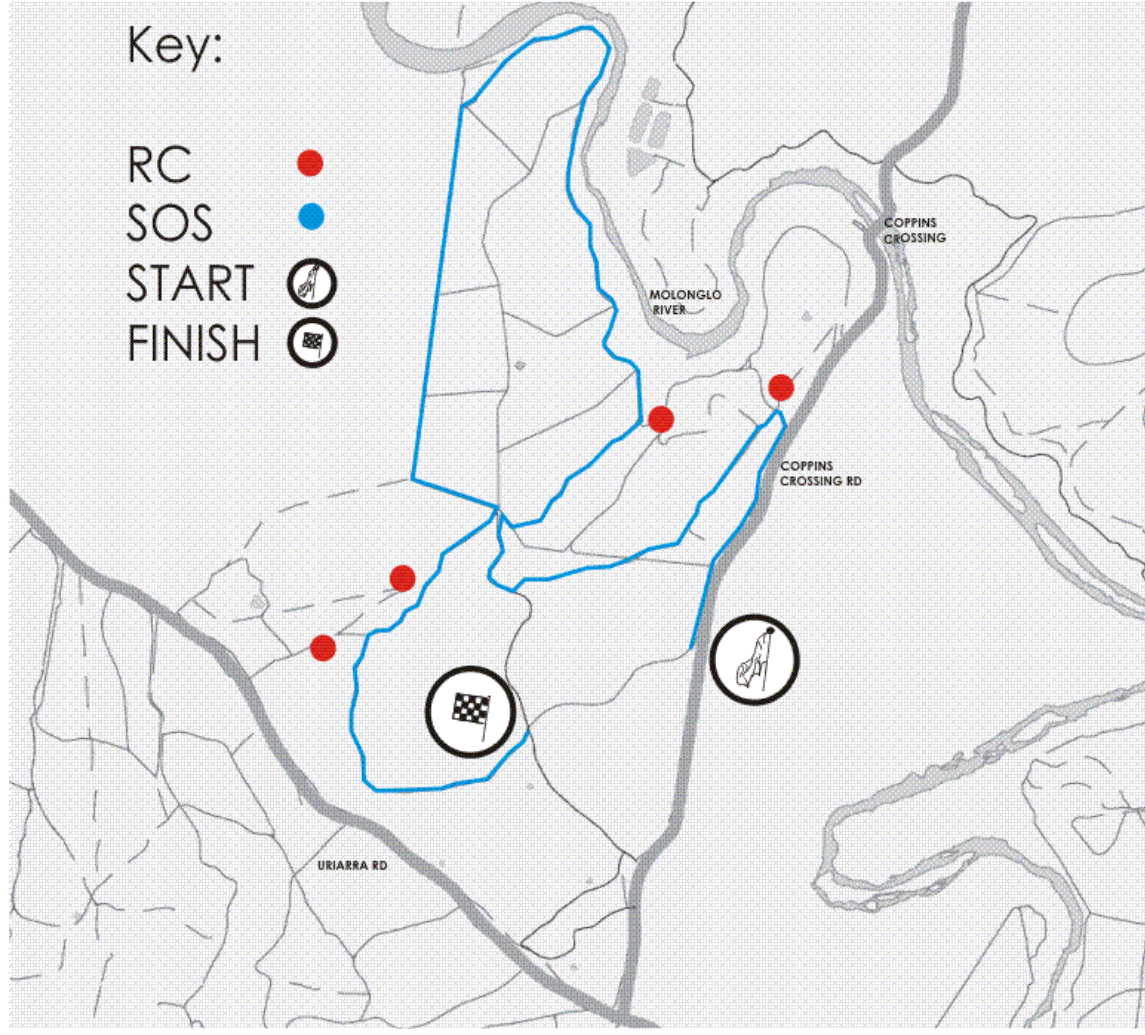 Key:
RC
SOS
START
FINISH
COPPINS
CROSSING
MOLONGLO
RIVER
COPPINS
CROSSING RD
URIARRA RD